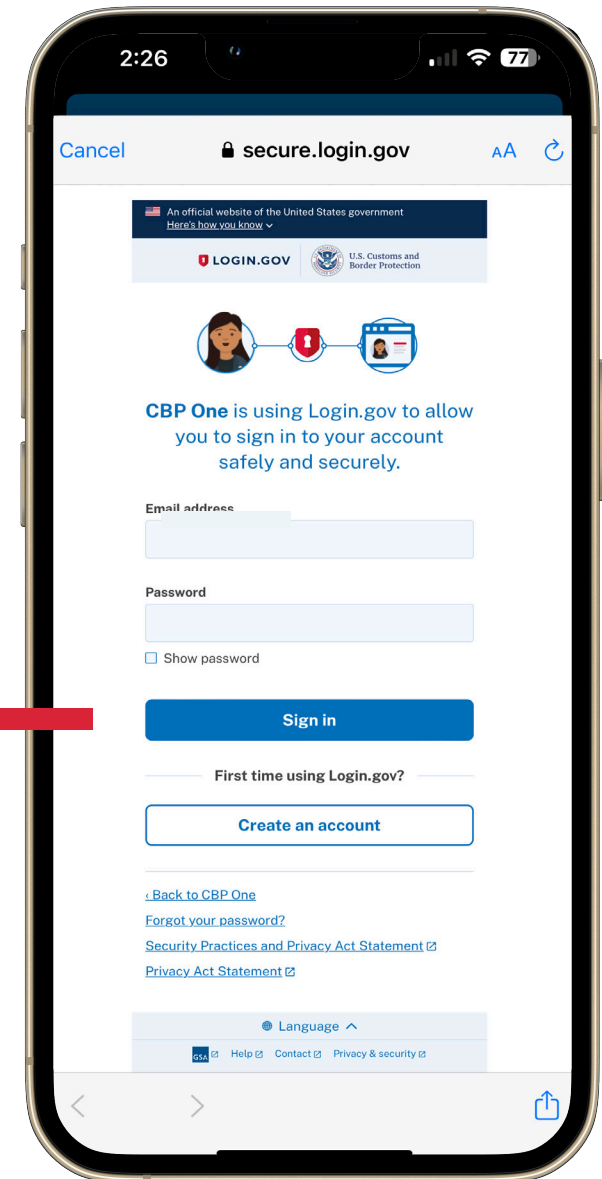 2:26
77
Cancel
secure.login.gov
AA
An official website of the United States government
Here's how you know
LOGIN.GOV
U.S. Customs and
Border Protection
CBP One is using Login.gov to allow
you to sign in to your account
safely and securely.
Email address
Password
Show password
Sign in
First time using Login.gov?
Create an account
‹ Back to CBP One
Forgot your password?
Security Practices and Privacy Act Statement
Privacy Act Statement
Language
GSA
Help
Contact
Privacy & security